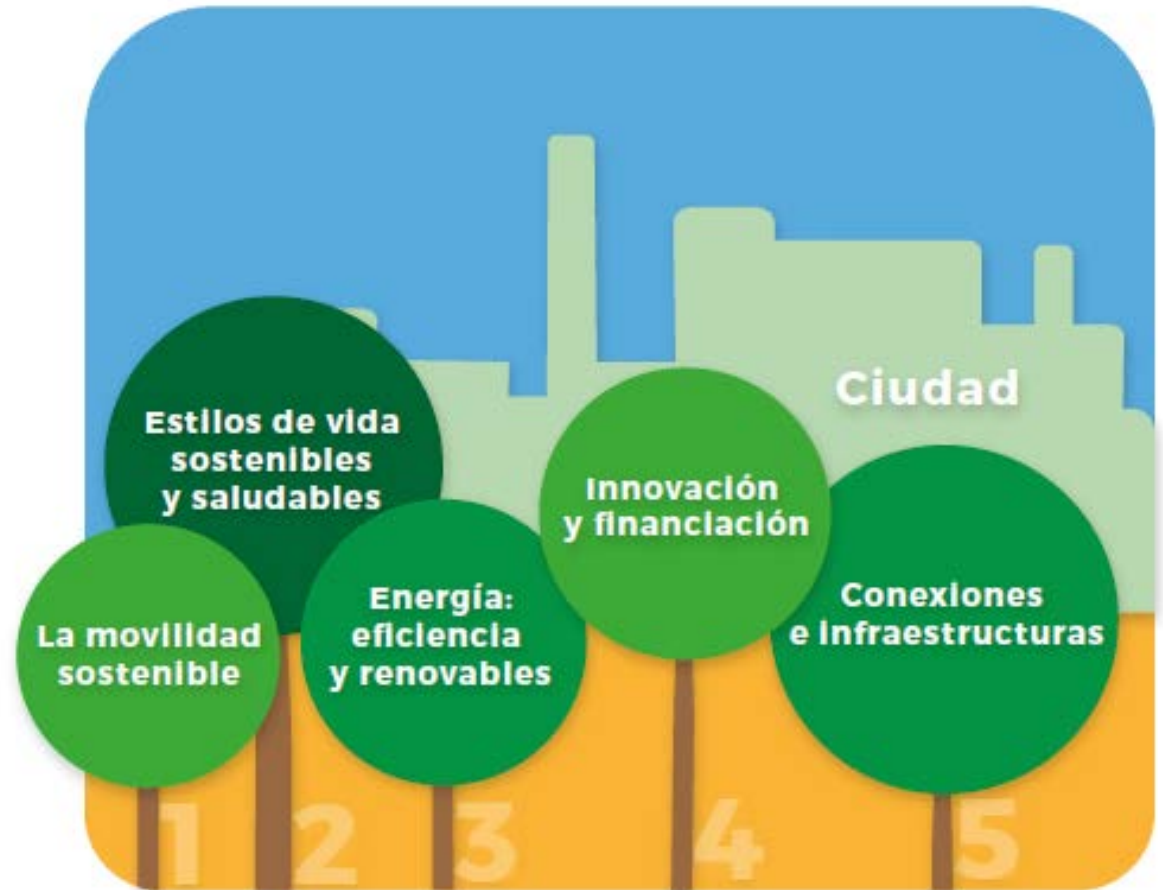 Ciudad
Estilos de vida
sostenibles
y saludables
Innovación
y financiación
Energía:
eficiencia
y renovables
Conexiones
e infraestructuras
La movilidad
sostenible
1
2
3
4
5